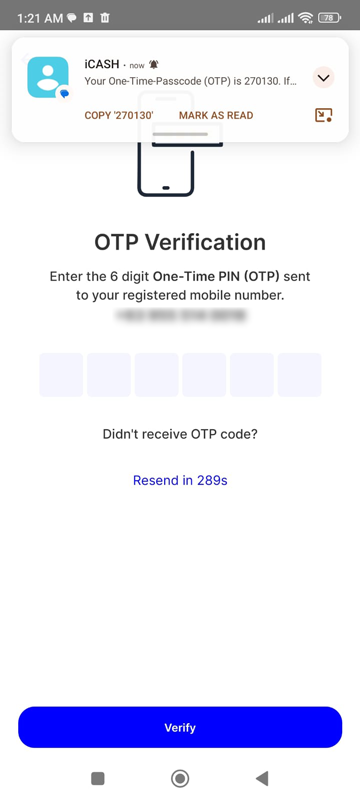 1:21 AM
78
iCASH · now
Your One-Time-Passcode (OTP) is 270130. If...
COPY '270130' MARK AS READ
OTP Verification
Enter the 6 digit One-Time PIN (OTP) sent
to your registered mobile number.
Didn't receive OTP code?
Resend in 289s
Verify